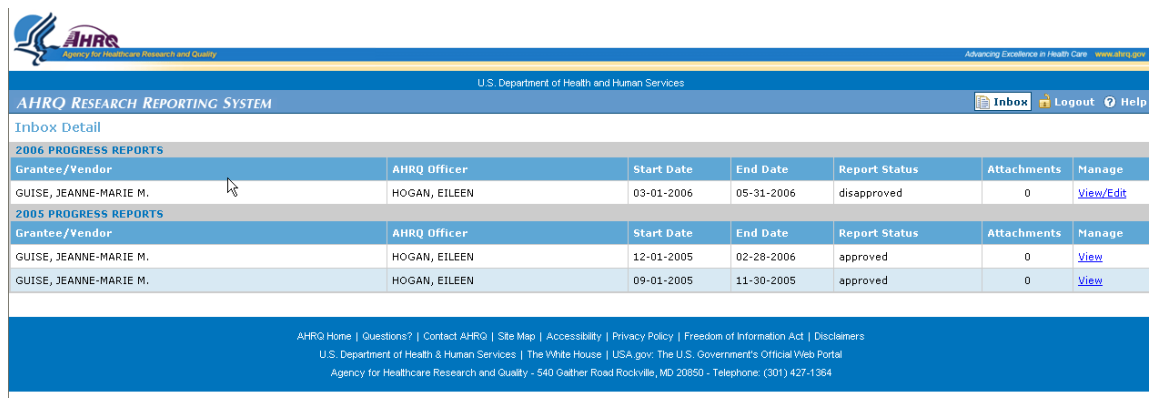 AHRQ
Agency for Healthcare Research and Quality
Advancing Excellence in Health Care www.ahrq.gov
U.S. Department of Health and Human Services
AHRQ RESEARCH REPORTING SYSTEM Inbox Logout Help
Inbox Detail
2006 PROGRESS REPORTS
Grantee/Vendor AHRQ Officer Start Date End Date Report Status Attachments Manage
GUISE, JEANNE-MARIE M. HOGAN, EILEEN 03-01-2006 05-31-2006 disapproved 0 View/Edit
2005 PROGRESS REPORTS
Grantee/Vendor AHRQ Officer Start Date End Date Report Status Attachments Manage
GUISE, JEANNE-MARIE M. HOGAN, EILEEN 12-01-2005 02-28-2006 approved 0 View
GUISE, JEANNE-MARIE M. HOGAN, EILEEN 09-01-2005 11-30-2005 approved 0 View
AHRQ Home | Questions? | Contact AHRQ | Site Map | Accessibility | Privacy Policy | Freedom of Information Act | Disclaimers
U.S. Department of Health & Human Services | The White House | USA.gov: The U.S. Government's Official Web Portal
Agency for Healthcare Research and Quality - 540 Gaither Road Rockville, MD 20850 - Telephone: (301) 427-1364